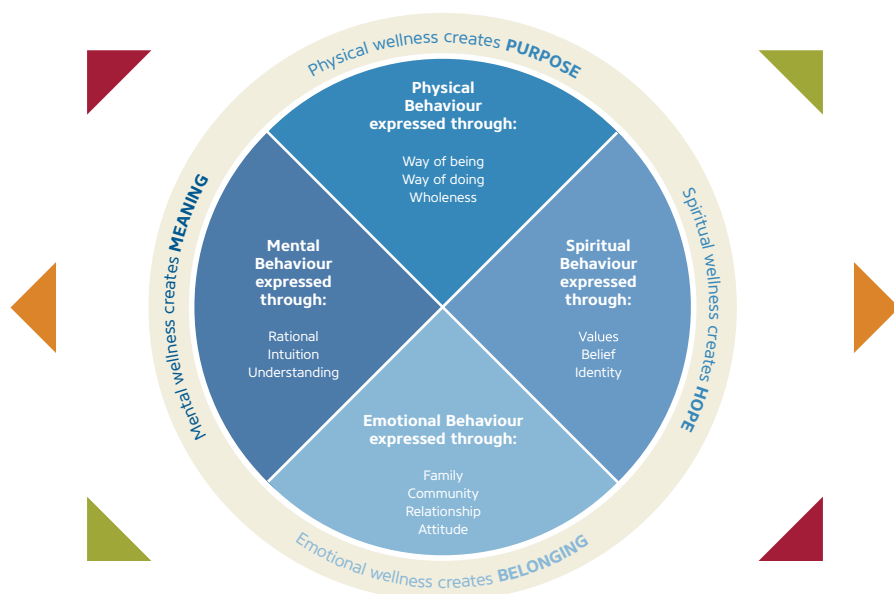 Physical wellness creates PURPOSE
Physical
Behaviour
expressed through:
Way of being
Way of doing
Wholeness
Mental wellness creates MEANING
Mental
Behaviour
expressed
through:
Rational
Intuition
Understanding
Spiritual
Behaviour
expressed
through:
Values
Belief
Identity
Spiritual wellness creates HOPE
Emotional Behaviour
expressed through:
Family
Community
Relationship
Attitude
Emotional wellness creates BELONGING